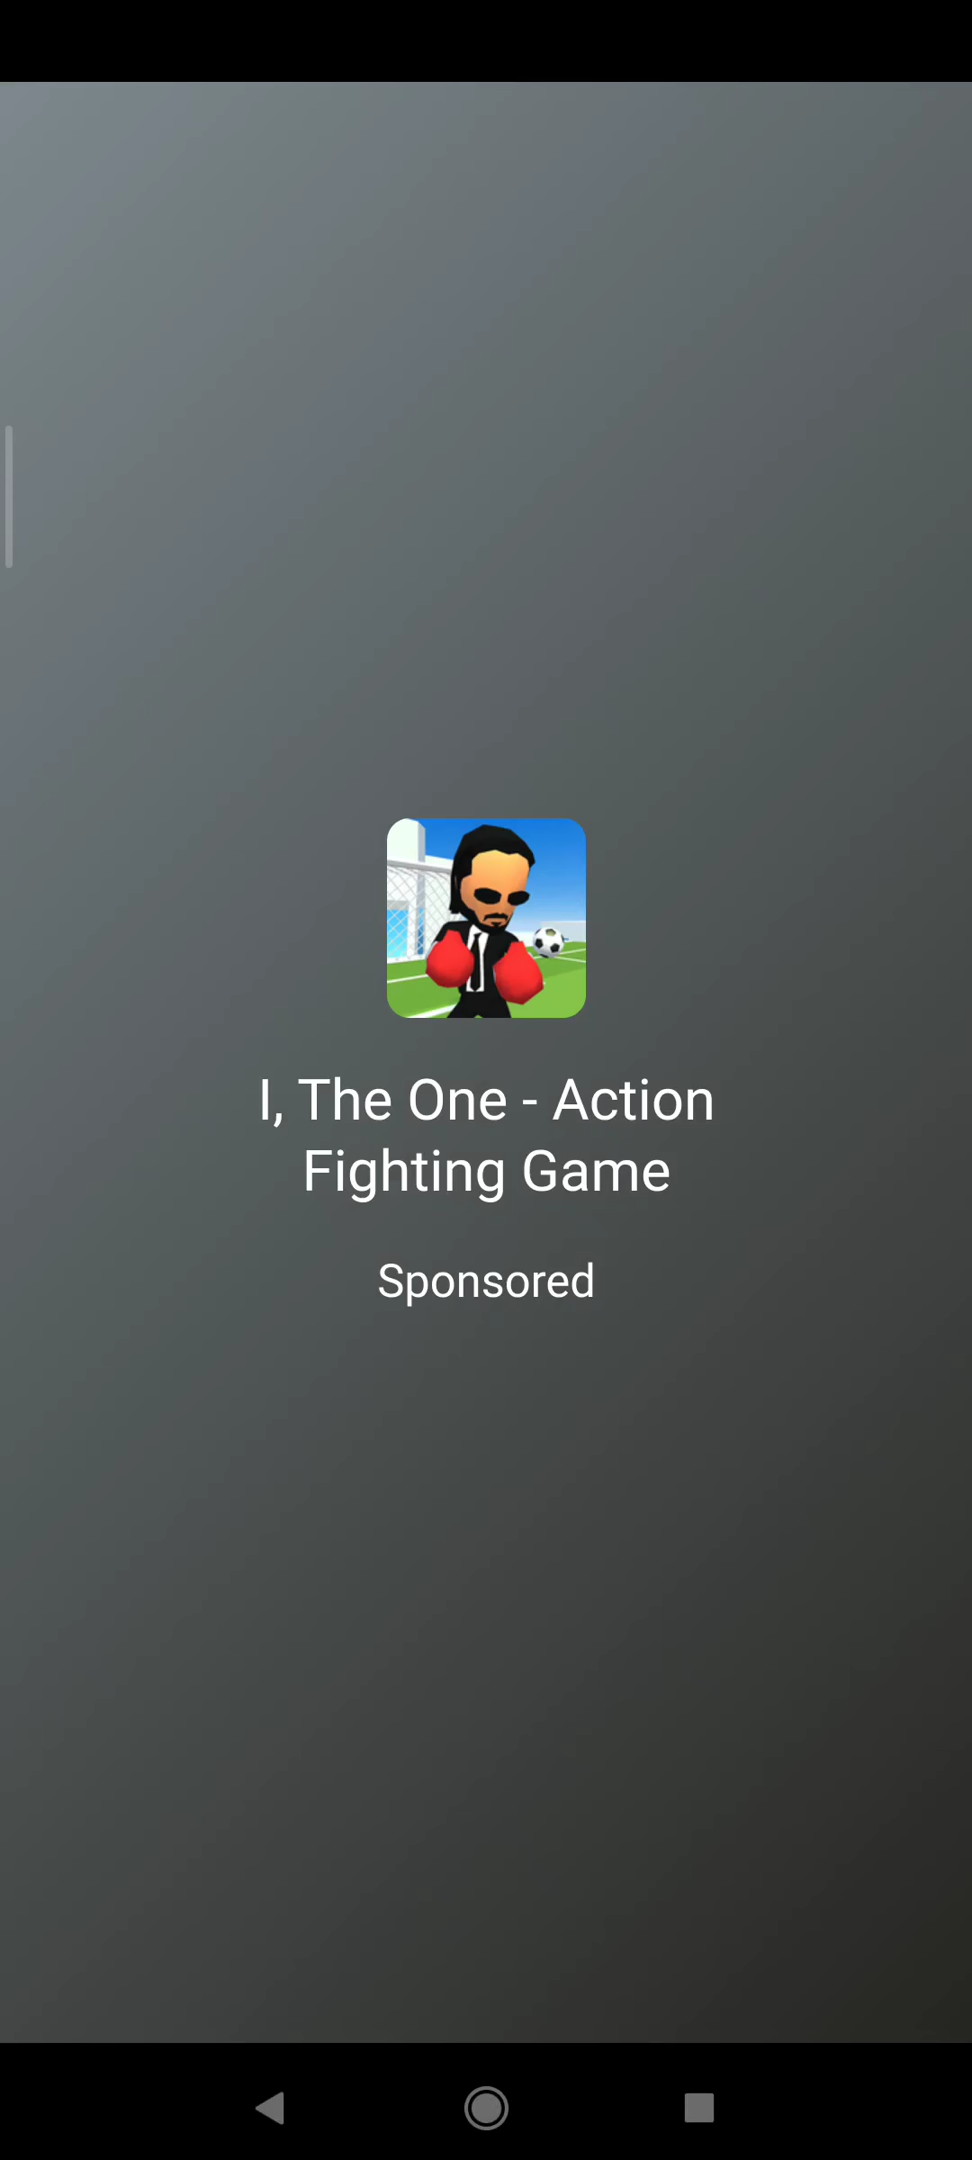 I, The One - Action
Fighting Game
Sponsored